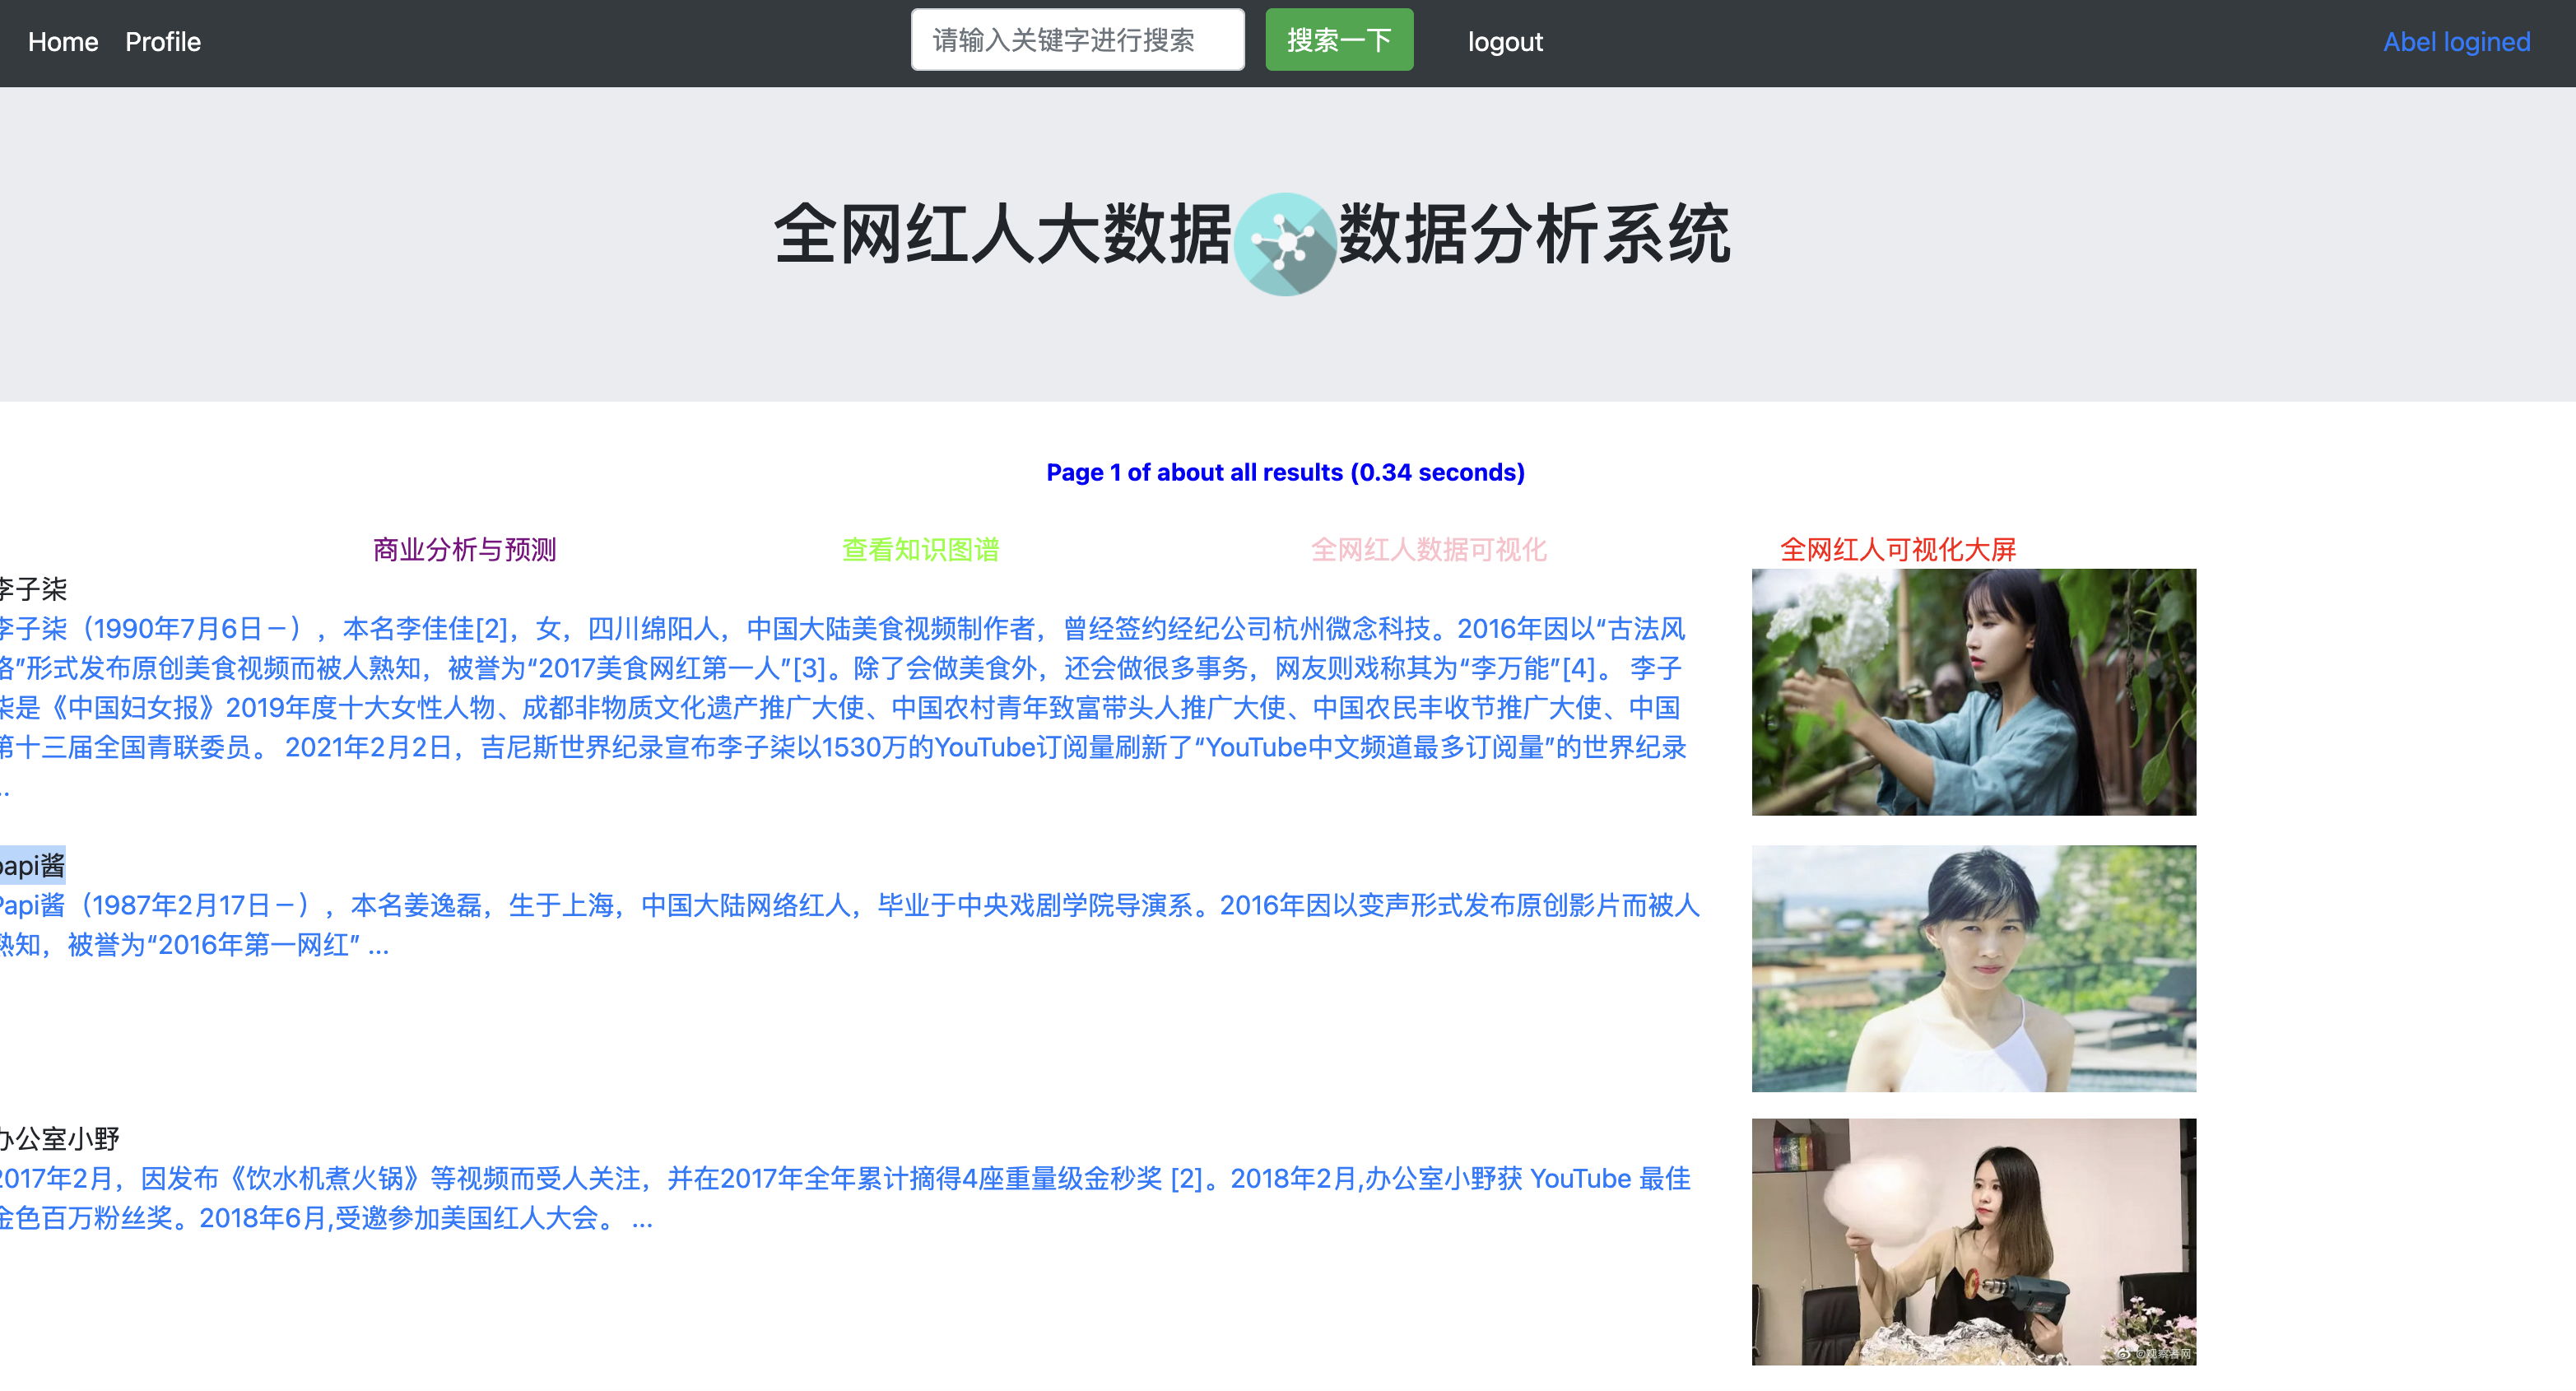 Home Profile 请输入关键字进行搜索 搜索一下 logout Abel logined
全网红人大数据 数据分析系统
Page 1 of about all results (0.34 seconds)
商业分析与预测 查看知识图谱 全网红人数据可视化 全网红人可视化大屏
李子柒
李子柒（1990年7月6日－），本名李佳佳[2]，女，四川绵阳人，中国大陆美食视频制作者，曾经签约经纪公司杭州微念科技。2016年因以“古法风
格”形式发布原创美食视频而被人熟知，被誉为“2017美食网红第一人”[3]。除了会做美食外，还会做很多事务，网友则戏称其为“李万能”[4]。 李子
柒是《中国妇女报》2019年度十大女性人物、成都非物质文化遗产推广大使、中国农村青年致富带头人推广大使、中国农民丰收节推广大使、中国
第十三届全国青联委员。 2021年2月2日，吉尼斯世界纪录宣布李子柒以1530万的YouTube订阅量刷新了“YouTube中文频道最多订阅量”的世界纪录
..
papi酱
Papi酱（1987年2月17日－），本名姜逸磊，生于上海，中国大陆网络红人，毕业于中央戏剧学院导演系。2016年因以变声形式发布原创影片而被人
熟知，被誉为“2016年第一网红” ...
办公室小野
2017年2月，因发布《饮水机煮火锅》等视频而受人关注，并在2017年全年累计摘得4座重量级金秒奖 [2]。2018年2月,办公室小野获 YouTube 最佳
金色百万粉丝奖。2018年6月,受邀参加美国红人大会。 ...
@观察者网